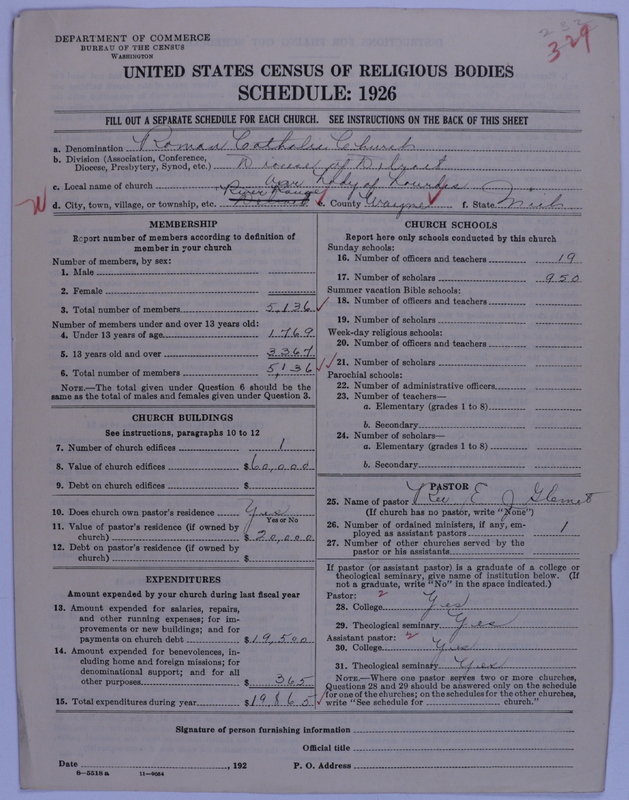 329
DEPARTMENT OF COMMERCE
BUREAU OF THE CENSUS
WASHINGTON
UNITED STATES CENSUS OF RELIGIOUS BODIES
SCHEDULE: 1926
FILL OUT A SEPARATE SCHEDULE FOR EACH CHURCH. SEE INSTRUCTIONS ON THE BACK OF THIS SHEET
a. Denomination Roman Catholic Church
b. Division (Association, Conference, Diocese, Presbytery, Synod, etc.) Diocese of Detroit
c. Local name of church Our Lady of Lourdes
d. City, town, village, or township, etc. River Rouge Detroit e. County Wayne f. State Mich
MEMBERSHIP
Report number of members according to definition of
member in your church
Number of members, by sex:
1. Male
2. Female
3. Total number of members 5,136
Number of members under and over 13 years old:
4. Under 13 years of age 1,769
5. 13 years old and over 3,367
6. Total number of members 5,136
NOTE.—The total given under Question 6 should be
same as the total of males and females given under Question 3.
CHURCH BUILDINGS
See instructions, paragraphs 10 to 12
7. Number of church edifices 1
8. Value of church edifices $60,000
9. Debt on church edifices $
10. Does church own pastor's residence Yes
Yes or No
11. Value of pastor's residence (if owned by
church) $20,000
12. Debt on pastor's residence (if owned by
church) $
EXPENDITURES
Amount expended by your church during last fiscal year
13. Amount expended for salaries, repairs,
and other running expenses; for im-
provements or new buildings; and for
payments on church debt $19,500
14. Amount expended for benevolences, in-
cluding home and foreign missions; for
denominational support; and for all
other purposes $365
15. Total expenditures during year $19865
CHURCH SCHOOLS
Report here only schools conducted by this church
Sunday schools:
16. Number of officers and teachers 19
17. Number of scholars 950
Summer vacation Bible schools:
18. Number of officers and teachers
19. Number of scholars
Week-day religious schools:
20. Number of officers and teachers
21. Number of scholars
Parochial schools:
22. Number of administrative officers
23. Number of teachers—
a. Elementary (grades 1 to 8)
b. Secondary
24. Number of scholars—
a. Elementary (grades 1 to 8)
b. Secondary
PASTOR
25. Name of pastor Rev E J
(If church has no pastor, write "None")
26. Number of ordained ministers, if any, em-
ployed as assistant pastors 1
27. Number of other churches served by the
pastor or his assistants
If pastor (or assistant pastor) is a graduate of a college or
theological seminary, give name of institution below. (If
not a graduate, write "No" in the space indicated.)
Pastor: 2
28. College Yes
29. Theological seminary Yes
Assistant pastor: 2
30. College Yes
31. Theological seminary Yes
NOTE.—Where one pastor serves two or more churches,
Questions 28 and 29 should be answered only on the schedule
for one of the churches; on the schedules for the other churches,
write "See schedule for church."
Signature of person furnishing information
Official title
Date , 192 P. O. Address
8—5518a 11—9054